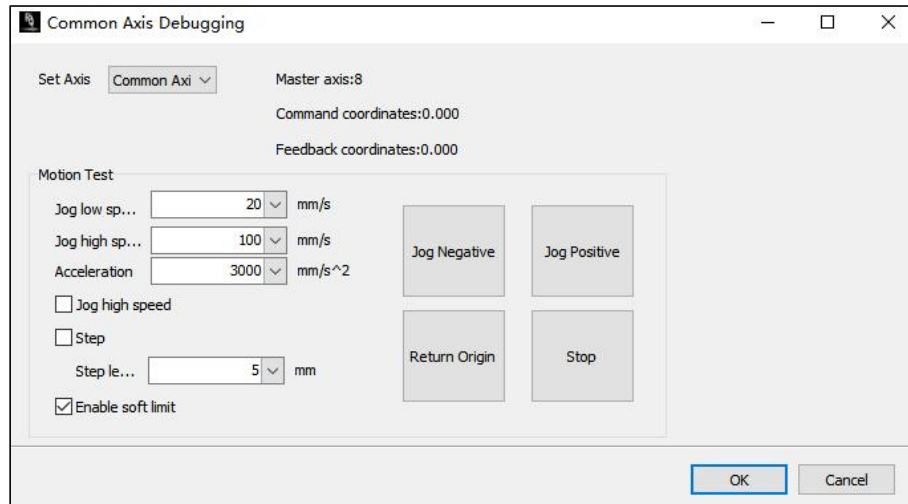 Common Axis Debugging
Set Axis Common Axi Master axis:8
Command coordinates:0.000
Feedback coordinates:0.000
Motion Test
Jog low sp... 20 mm/s
Jog high sp... 100 mm/s
Acceleration 3000 mm/s^2
Jog Negative Jog Positive
Jog high speed
Step
Step le... 5 mm
Return Origin Stop
Enable soft limit
OK Cancel